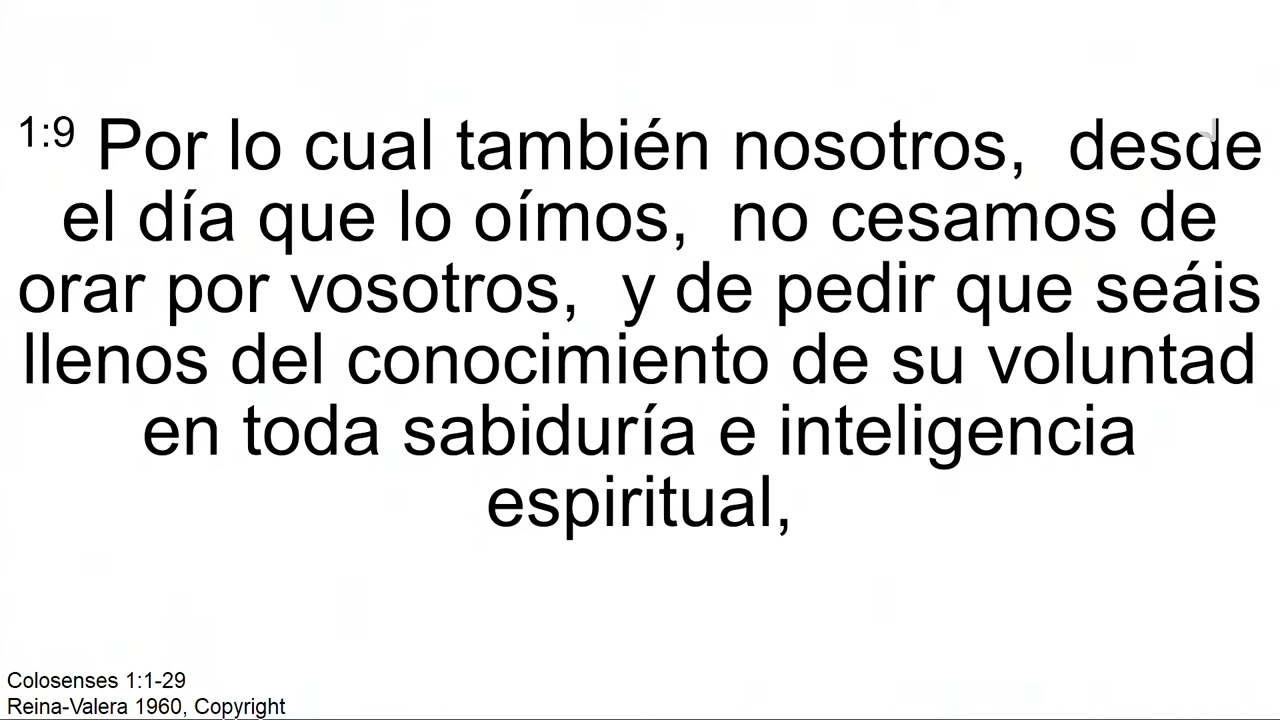 1:9 Por lo cual también nosotros,  desde
el día que lo oímos,  no cesamos de
orar por vosotros,  y de pedir que seáis
llenos del conocimiento de su voluntad
en toda sabiduría e inteligencia
espiritual,
Colosenses 1:1-29
Reina-Valera 1960, Copyright